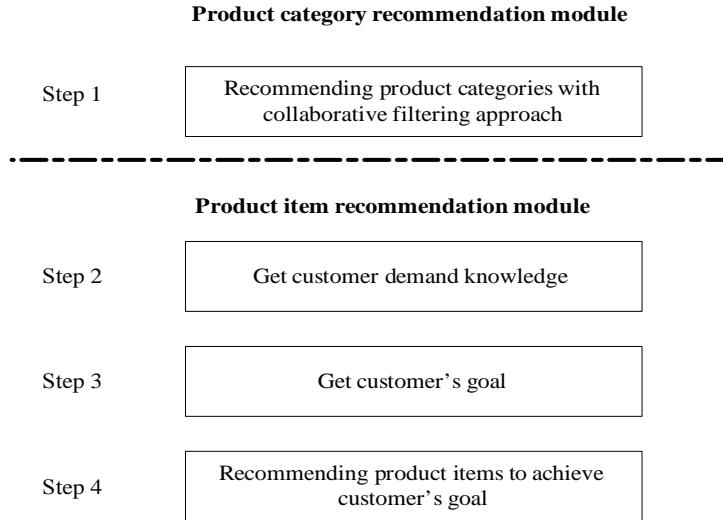 Product category recommendation module
Step 1
Recommending product categories with
collaborative filtering approach
Product item recommendation module
Step 2
Get customer demand knowledge
Step 3
Get customer’s goal
Step 4
Recommending product items to achieve
customer’s goal